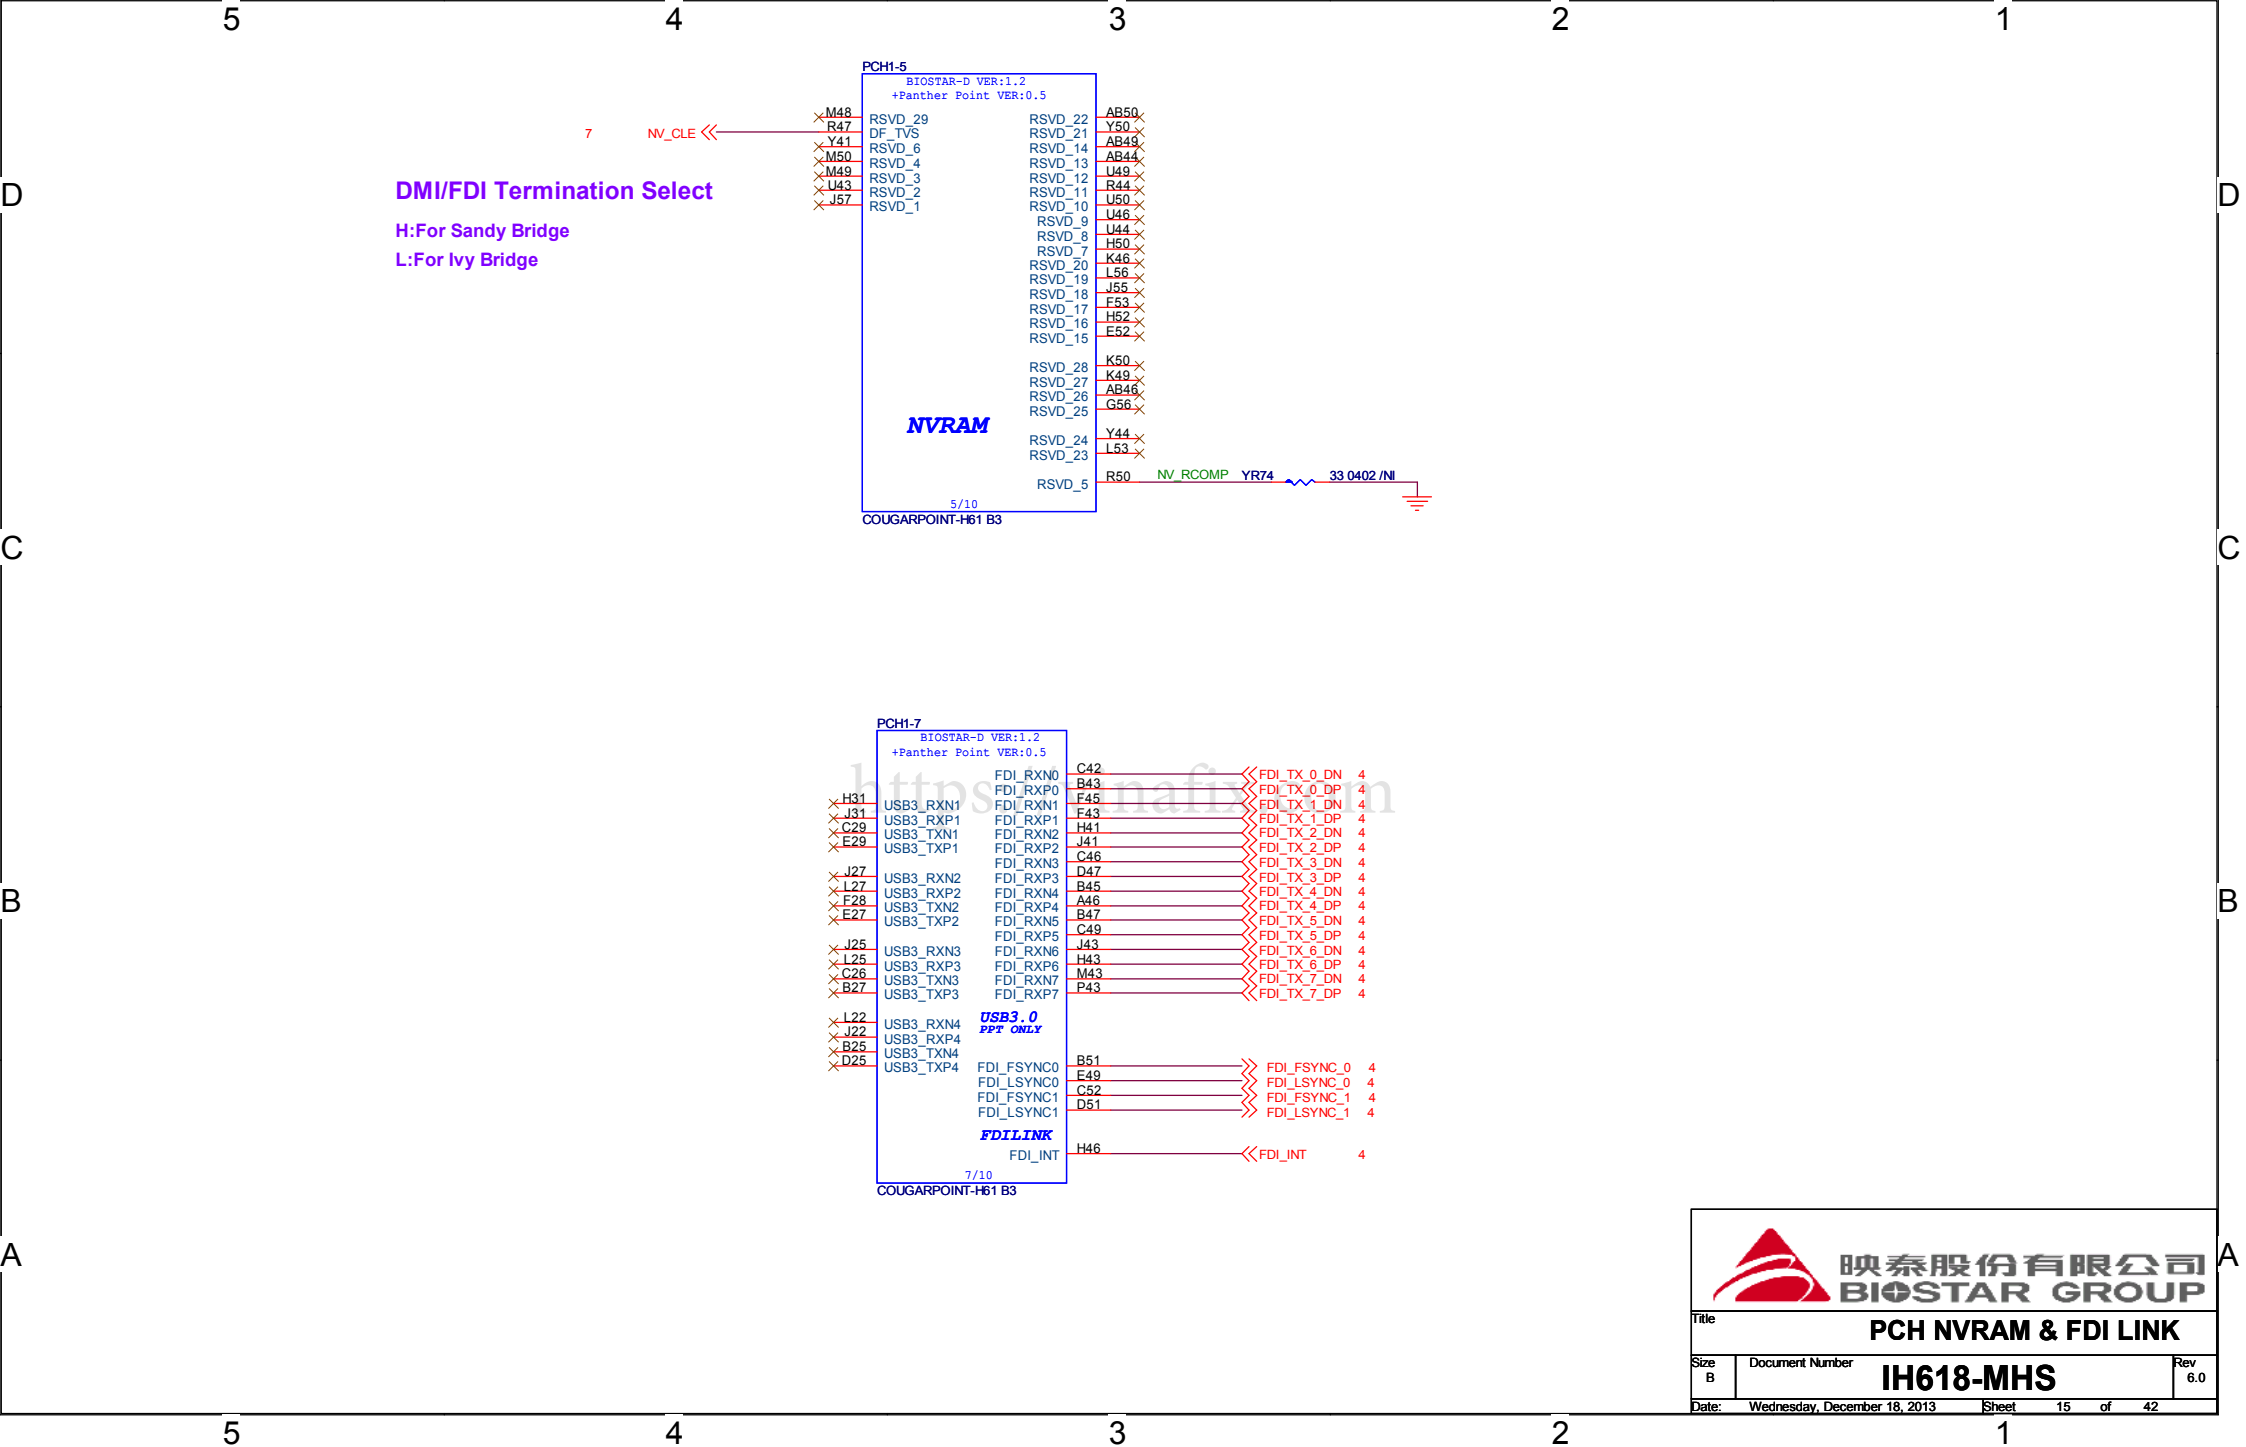 5 4 3 2 1
PCH1-5
BIOSTAR-D VER:1.2
+Panther Point VER:0.5
M48 RSVD_29 RSVD_22 AB50
7 NV_CLE R47 DF_TVS RSVD_21 Y50
Y41 RSVD_6 RSVD_14 AB49
M50 RSVD_4 RSVD_13 AB44
M49 RSVD_3 RSVD_12 U49
U43 RSVD_2 RSVD_11 R44
J57 RSVD_1 RSVD_10 U50
D DMI/FDI Termination Select D
H:For Sandy Bridge
L:For Ivy Bridge
RSVD_9 U46
RSVD_8 U44
RSVD_7 H50
RSVD_20 K46
RSVD_19 L56
RSVD_18 J55
RSVD_17 F53
RSVD_16 H52
RSVD_15 E52
RSVD_28 K50
RSVD_27 K49
RSVD_26 AB46
RSVD_25 G56
NVRAM
RSVD_24 Y44
RSVD_23 L53
RSVD_5 R50 NV_RCOMP YR74 33 0402 /NI
5/10
COUGARPOINT-H61 B3
C C
PCH1-7
BIOSTAR-D VER:1.2
+Panther Point VER:0.5
https://vinafix.com
FDI_RXN0 C42 FDI_TX_0_DN 4
FDI_RXP0 B43 FDI_TX_0_DP 4
H31 USB3_RXN1 FDI_RXN1 F45 FDI_TX_1_DN 4
J31 USB3_RXP1 FDI_RXP1 F43 FDI_TX_1_DP 4
C29 USB3_TXN1 FDI_RXN2 H41 FDI_TX_2_DN 4
E29 USB3_TXP1 FDI_RXP2 J41 FDI_TX_2_DP 4
FDI_RXN3 C46 FDI_TX_3_DN 4
J27 USB3_RXN2 FDI_RXP3 D47 FDI_TX_3_DP 4
L27 USB3_RXP2 FDI_RXN4 B45 FDI_TX_4_DN 4
F28 USB3_TXN2 FDI_RXP4 A46 FDI_TX_4_DP 4
E27 USB3_TXP2 FDI_RXN5 B47 FDI_TX_5_DN 4
B B
FDI_RXP5 C49 FDI_TX_5_DP 4
J25 USB3_RXN3 FDI_RXN6 J43 FDI_TX_6_DN 4
L25 USB3_RXP3 FDI_RXP6 H43 FDI_TX_6_DP 4
C26 USB3_TXN3 FDI_RXN7 M43 FDI_TX_7_DN 4
B27 USB3_TXP3 FDI_RXP7 P43 FDI_TX_7_DP 4
USB3.0
PPT ONLY
L22 USB3_RXN4
J22 USB3_RXP4
B25 USB3_TXN4
D25 USB3_TXP4 FDI_FSYNC0 B51 FDI_FSYNC_0 4
FDI_LSYNC0 E49 FDI_LSYNC_0 4
FDI_FSYNC1 C52 FDI_FSYNC_1 4
FDI_LSYNC1 D51 FDI_LSYNC_1 4
FDILINK
FDI_INT H46 FDI_INT 4
7/10
COUGARPOINT-H61 B3
A A
映泰股份有限公司
BIOSTAR GROUP
Title
PCH NVRAM & FDI LINK
Size Document Number Rev
B IH618-MHS 6.0
Date: Wednesday, December 18, 2013 Sheet 15 of 42
5 4 3 2 1